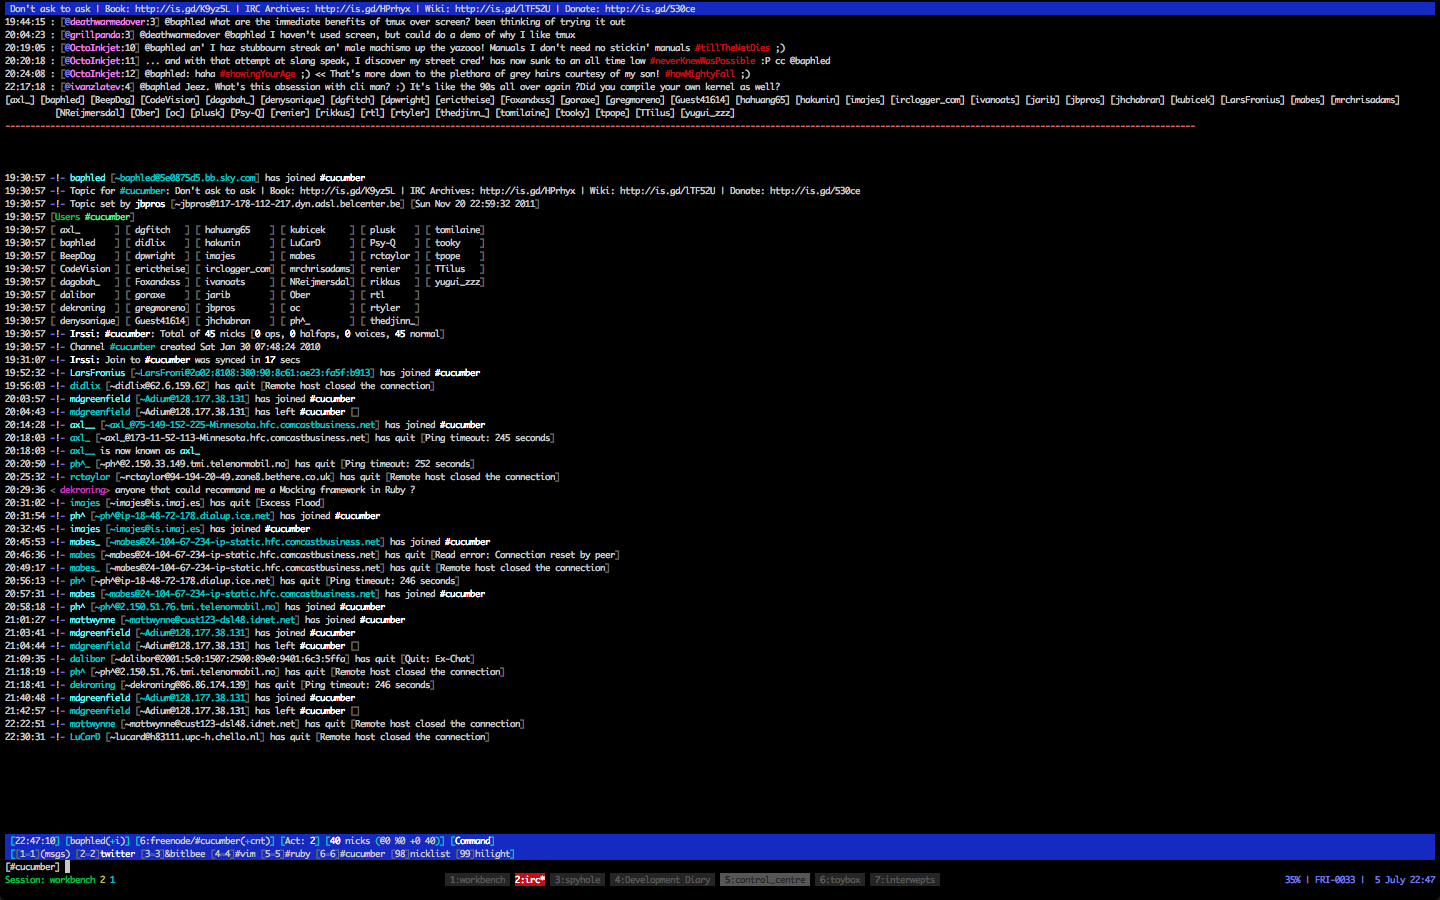 Don't ask to ask | Book: http://is.gd/K9yz5L | IRC Archives: http://is.gd/HPrhyx | Wiki: http://is.gd/lTF52U | Donate: http://is.gd/530ce
19:44:15 : [@deathwarmedover:3] @baphled what are the immediate benefits of tmux over screen? been thinking of trying it out
20:04:23 : [@grillpanda:3] @deathwarmedover @baphled I haven't used screen, but could do a demo of why I like tmux
20:19:05 : [@OctoInkjet:10] @baphled an' I haz stubbourn streak an' male machismo up the yazooo! Manuals I don't need no stickin' manuals #tillTheNetDies ;)
20:20:18 : [@OctoInkjet:11] ... and with that attempt at slang speak, I discover my street cred' has now sunk to an all time low #neverKnewWasPossible :P cc @baphled
20:24:08 : [@OctoInkjet:12] @baphled: haha #showingYourAge ;) << That's more down to the plethora of grey hairs courtesy of my son! #howMightyFall ;)
22:17:18 : [@ivanzlatev:4] @baphled Jeez. What's this obsession with cli man? :) It's like the 90s all over again ?Did you compile your own kernel as well?
[axl_] [baphled] [BeepDog] [CodeVision] [dagobah_] [denysonique] [dgfitch] [dpwright] [erictheise] [Foxandxss] [goraxe] [gregmoreno] [Guest41614] [hahuang65] [hakunin] [imajes] [irclogger_com] [ivanoats] [jarib] [jbpros] [jhchabran] [kubicek] [LarsFronius] [mabes] [mrchrisadams]
[NReijmersdal] [Ober] [oc] [plusk] [Psy-Q] [renier] [rikkus] [rtl] [rtyler] [thedjinn_] [tomilaine] [tooky] [tpope] [TTilus] [yugui_zzz]
19:30:57 -!- baphled [~baphled@5e0875d5.bb.sky.com] has joined #cucumber
19:30:57 -!- Topic for #cucumber: Don't ask to ask | Book: http://is.gd/K9yz5L | IRC Archives: http://is.gd/HPrhyx | Wiki: http://is.gd/lTF52U | Donate: http://is.gd/530ce
19:30:57 -!- Topic set by jbpros [~jbpros@117-178-112-217.dyn.adsl.belcenter.be] [Sun Nov 20 22:59:32 2011]
19:30:57 [Users #cucumber]
19:30:57 [ axl_ ] [ dgfitch ] [ hahuang65 ] [ kubicek ] [ plusk ] [ tomilaine]
19:30:57 [ baphled ] [ didlix ] [ hakunin ] [ LuCarD ] [ Psy-Q ] [ tooky ]
19:30:57 [ BeepDog ] [ dpwright ] [ imajes ] [ mabes ] [ rctaylor ] [ tpope ]
19:30:57 [ CodeVision ] [ erictheise] [ irclogger_com] [ mrchrisadams] [ renier ] [ TTilus ]
19:30:57 [ dagobah_ ] [ Foxandxss ] [ ivanoats ] [ NReijmersdal] [ rikkus ] [ yugui_zzz]
19:30:57 [ dalibor ] [ goraxe ] [ jarib ] [ Ober ] [ rtl ]
19:30:57 [ dekroning ] [ gregmoreno] [ jbpros ] [ oc ] [ rtyler ]
19:30:57 [ denysonique] [ Guest41614] [ jhchabran ] [ ph^_ ] [ thedjinn_]
19:30:57 -!- Irssi: #cucumber: Total of 45 nicks [0 ops, 0 halfops, 0 voices, 45 normal]
19:30:57 -!- Channel #cucumber created Sat Jan 30 07:48:24 2010
19:31:07 -!- Irssi: Join to #cucumber was synced in 17 secs
19:52:32 -!- LarsFronius [~LarsFroni@2a02:8108:380:90:8c61:ae23:fa5f:b913] has joined #cucumber
19:56:03 -!- didlix [~didlix@62.6.159.62] has quit [Remote host closed the connection]
20:03:57 -!- mdgreenfield [~Adium@128.177.38.131] has joined #cucumber
20:04:43 -!- mdgreenfield [~Adium@128.177.38.131] has left #cucumber []
20:14:28 -!- axl__ [~axl_@75-149-152-225-Minnesota.hfc.comcastbusiness.net] has joined #cucumber
20:18:03 -!- axl_ [~axl_@173-11-52-113-Minnesota.hfc.comcastbusiness.net] has quit [Ping timeout: 245 seconds]
20:18:03 -!- axl__ is now known as axl_
20:20:50 -!- ph^_ [~ph^@2.150.33.149.tmi.telenormobil.no] has quit [Ping timeout: 252 seconds]
20:25:32 -!- rctaylor [~rctaylor@94-194-20-49.zone8.bethere.co.uk] has quit [Remote host closed the connection]
20:29:36 < dekroning> anyone that could recommand me a Mocking framework in Ruby ?
20:31:02 -!- imajes [~imajes@is.imaj.es] has quit [Excess Flood]
20:31:54 -!- ph^ [~ph^@ip-18-48-72-178.dialup.ice.net] has joined #cucumber
20:32:45 -!- imajes [~imajes@is.imaj.es] has joined #cucumber
20:45:53 -!- mabes_ [~mabes@24-104-67-234-ip-static.hfc.comcastbusiness.net] has joined #cucumber
20:46:36 -!- mabes [~mabes@24-104-67-234-ip-static.hfc.comcastbusiness.net] has quit [Read error: Connection reset by peer]
20:49:17 -!- mabes_ [~mabes@24-104-67-234-ip-static.hfc.comcastbusiness.net] has quit [Remote host closed the connection]
20:56:13 -!- ph^ [~ph^@ip-18-48-72-178.dialup.ice.net] has quit [Ping timeout: 246 seconds]
20:57:31 -!- mabes [~mabes@24-104-67-234-ip-static.hfc.comcastbusiness.net] has joined #cucumber
20:58:18 -!- ph^ [~ph^@2.150.51.76.tmi.telenormobil.no] has joined #cucumber
21:01:27 -!- mattwynne [~mattwynne@cust123-dsl48.idnet.net] has joined #cucumber
21:03:41 -!- mdgreenfield [~Adium@128.177.38.131] has joined #cucumber
21:04:44 -!- mdgreenfield [~Adium@128.177.38.131] has left #cucumber []
21:09:35 -!- dalibor [~dalibor@2001:5c0:1507:2500:89e0:9401:6c3:5ffa] has quit [Quit: Ex-Chat]
21:18:19 -!- ph^ [~ph^@2.150.51.76.tmi.telenormobil.no] has quit [Remote host closed the connection]
21:18:41 -!- dekroning [~dekroning@86.86.174.139] has quit [Ping timeout: 246 seconds]
21:40:48 -!- mdgreenfield [~Adium@128.177.38.131] has joined #cucumber
21:42:57 -!- mdgreenfield [~Adium@128.177.38.131] has left #cucumber []
22:22:51 -!- mattwynne [~mattwynne@cust123-dsl48.idnet.net] has quit [Remote host closed the connection]
22:30:31 -!- LuCarD [~lucard@h83111.upc-h.chello.nl] has quit [Remote host closed the connection]
[22:47:10] [baphled(+i)] [6:freenode/#cucumber(+cnt)] [Act: 2] [40 nicks (@0 %0 +0 40)] [Command]
[[1=1](msgs) [2=2]twitter [3=3]&bitlbee [4=4]#vim [5=5]#ruby [6=6]#cucumber [98]nicklist [99]hilight]
[#cucumber]
Session: workbench 2 1 1:workbench 2:irc* 3:spyhole 4:Development Diary 5:control_centre 6:toybox 7:interwepts 35% | FRI-0033 | 5 July 22:47